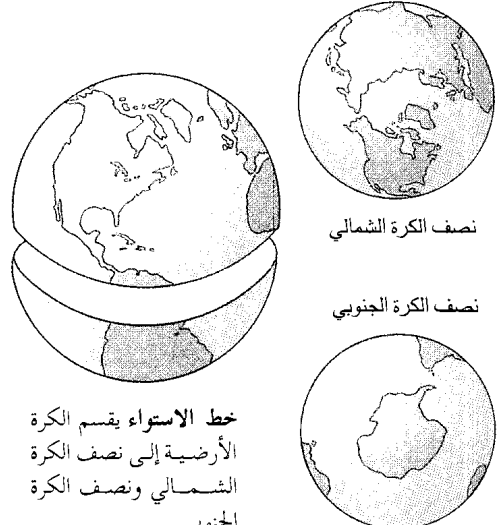 نصف الكرة الشمالي
نصف الكرة الجنوبي
خط الاستواء يقسم الكرة
الأرضية إلى نصف الكرة
الشمالي ونصف الكرة